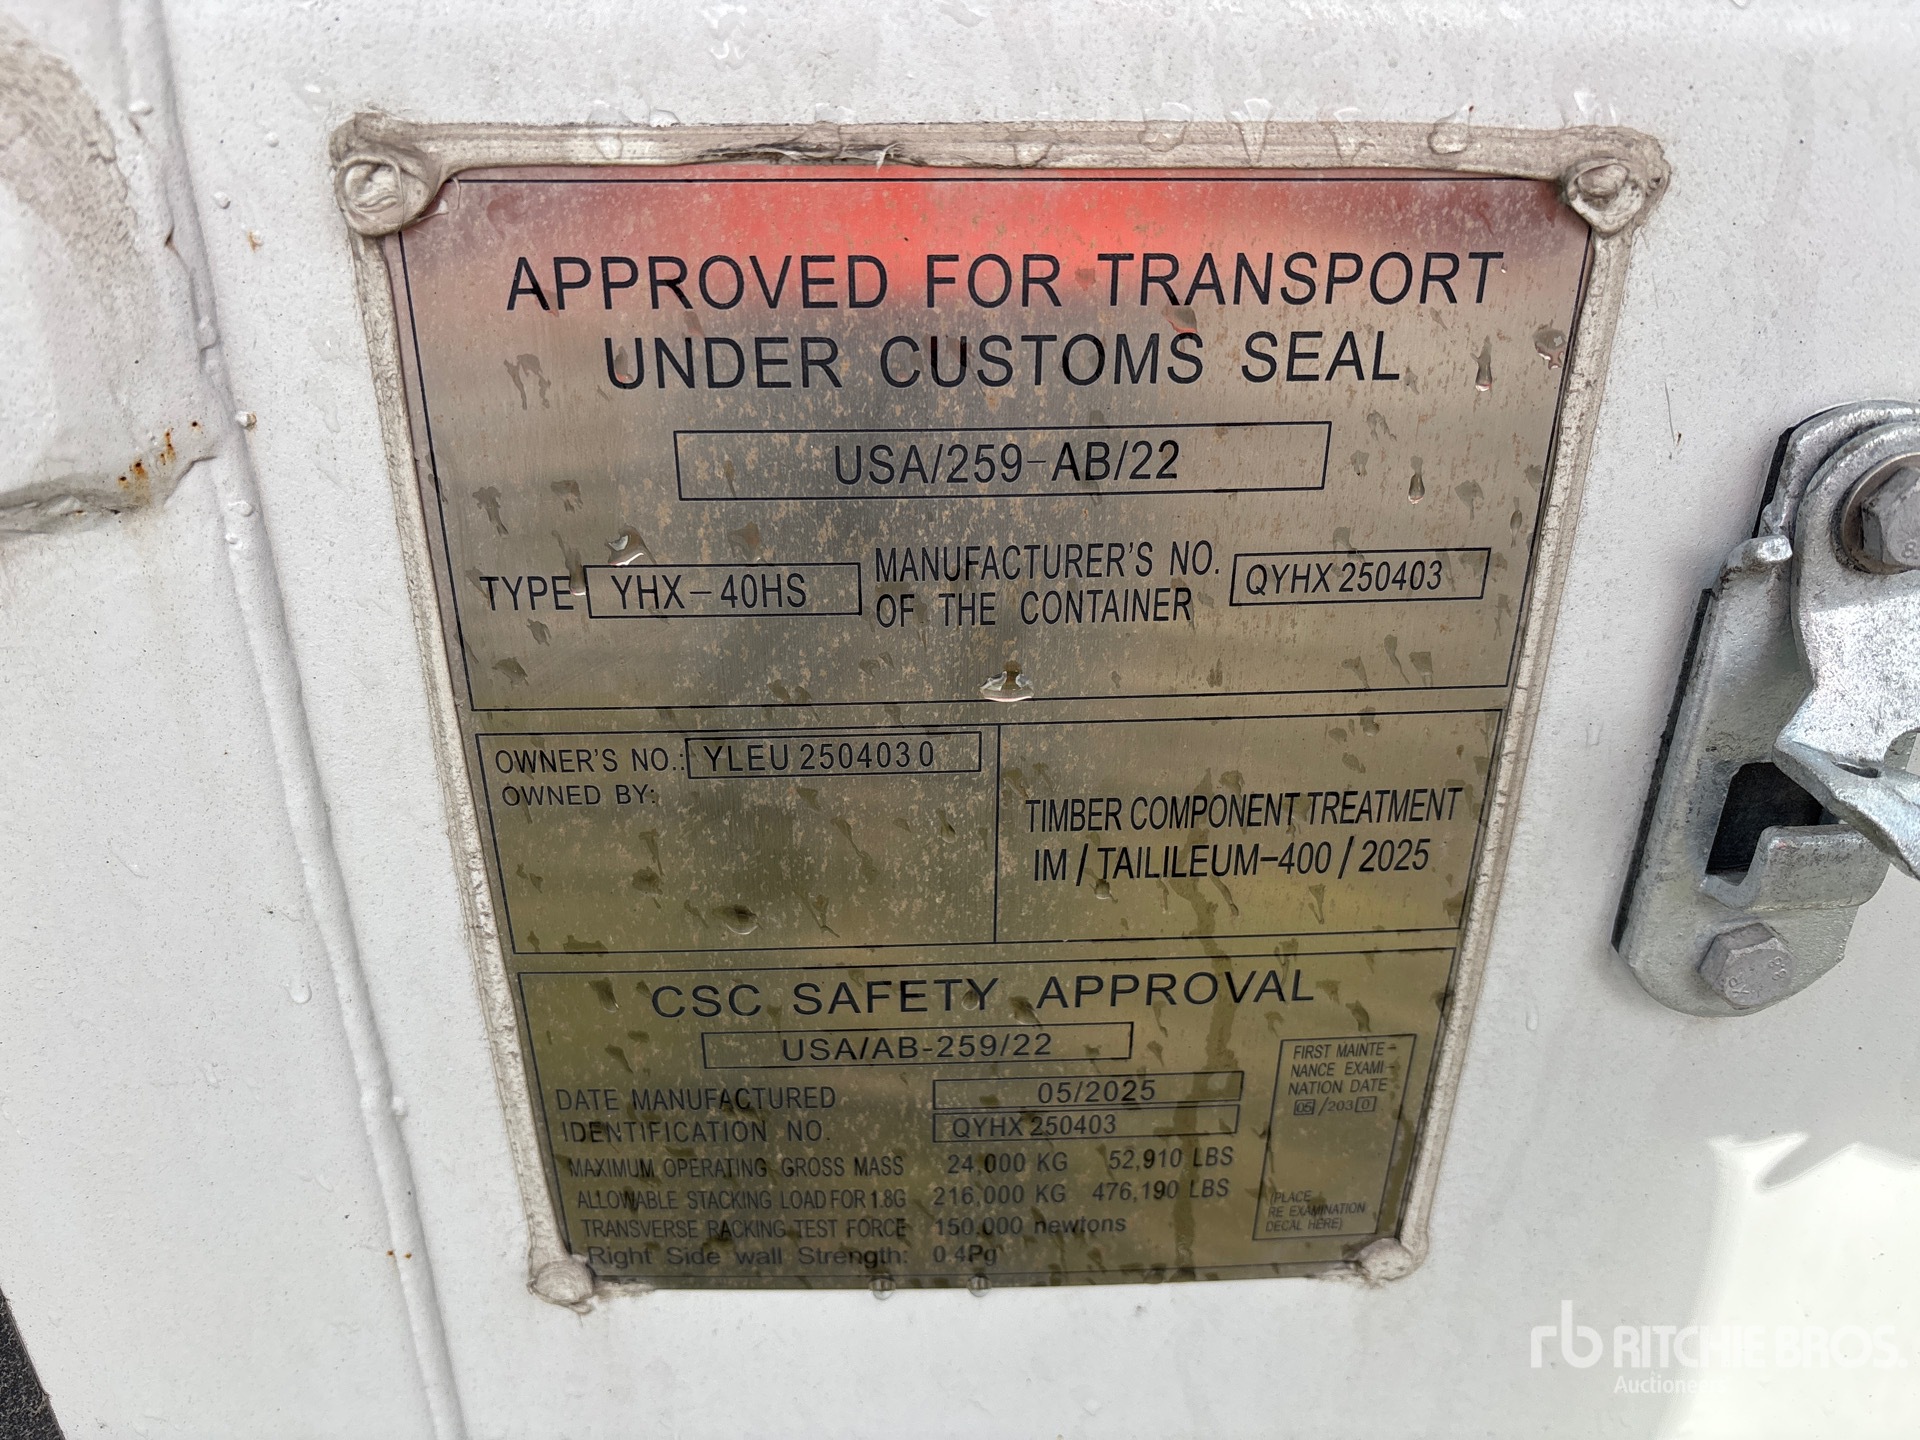 APPROVED FOR TRANSPORT
UNDER CUSTOMS SEAL
USA/259-AB/22
TYPE YHX-40HS
MANUFACTURER'S NO.
OF THE CONTAINER
QYHX 250403
OWNER'S NO.: YLEU 250403 0
OWNED BY:
TIMBER COMPONENT TREATMENT
IM / TAILILEUM-400 / 2025
CSC SAFETY APPROVAL
USA/AB-259/22
DATE MANUFACTURED 05/2025
IDENTIFICATION NO. QYHX 250403
MAXIMUM OPERATING GROSS MASS 24,000 KG 52,910 LBS
ALLOWABLE STACKING LOAD FOR 1.8G 216,000 KG 476,190 LBS
TRANSVERSE RACKING TEST FORCE 150.000 newtons
Right Side wall Strength: 0.4Pg
FIRST MAINTE-
NANCE EXAMI-
NATION DATE
05/2030
(PLACE
RE EXAMINATION
DECAL HERE)
rb RITCHIE BROS.
Auctioneers